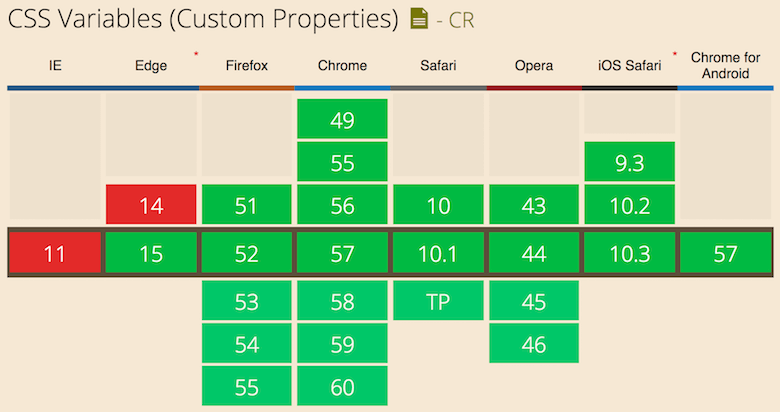 CSS Variables (Custom Properties) - CR
IE Edge * Firefox Chrome Safari Opera iOS Safari * Chrome for Android
49
55 9.3
14 51 56 10 43 10.2
11 15 52 57 10.1 44 10.3 57
53 58 TP 45
54 59 46
55 60